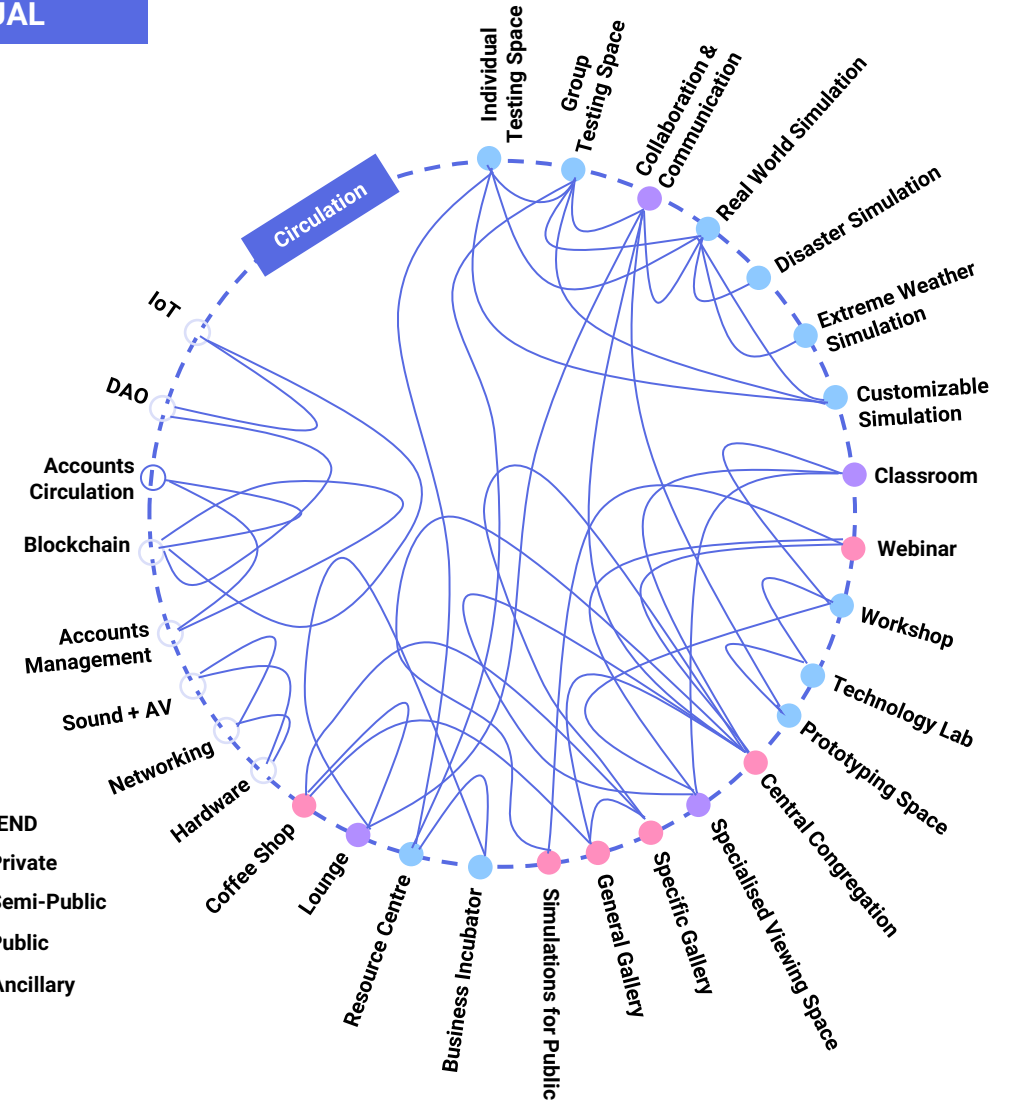 UAL
Individual
Testing Space
Group
Testing Space
Collaboration &
Communication
Real World Simulation
Disaster Simulation
Extreme Weather
Simulation
Customizable
Simulation
Classroom
Webinar
Workshop
Technology Lab
Prototyping Space
Central Congregation
Specialised Viewing Space
Specific Gallery
General Gallery
Simulations for Public
Business Incubator
Resource Centre
Lounge
Coffee Shop
Hardware
Networking
Sound + AV
Accounts
Management
Blockchain
Accounts
Circulation
DAO
IoT
Circulation
END
Private
Semi-Public
Public
Ancillary